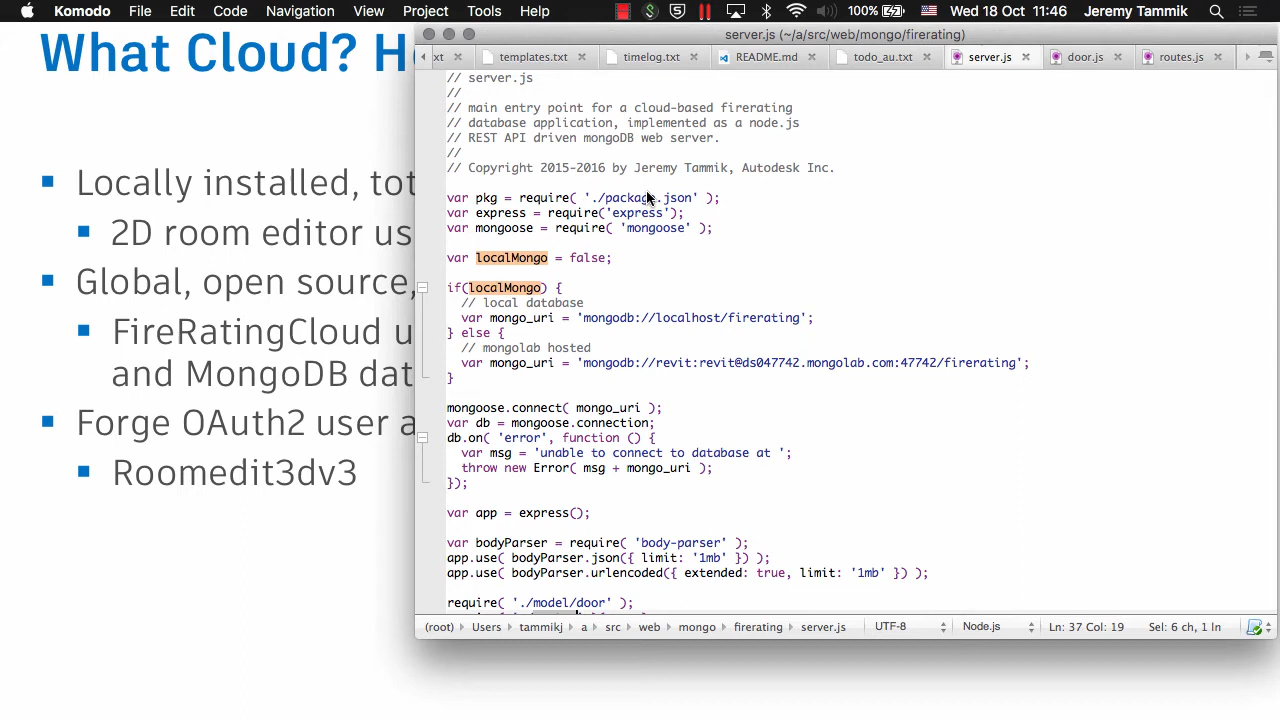 Komodo File Edit Code Navigation View Project Tools Help 100% Wed 18 Oct 11:46 Jeremy Tammik
What Cloud? H
Locally installed, tot
2D room editor us
Global, open source,
FireRatingCloud u
and MongoDB dat
Forge OAuth2 user a
Roomedit3dv3
server.js (~/a/src/web/mongo/firerating)
xt templates.txt timelog.txt README.md todo_au.txt server.js door.js routes.js
// server.js
//
// main entry point for a cloud-based firerating
// database application, implemented as a node.js
// REST API driven mongoDB web server.
//
// Copyright 2015-2016 by Jeremy Tammik, Autodesk Inc.
var pkg = require( './package.json' );
var express = require('express');
var mongoose = require( 'mongoose' );
var localMongo = false;
if(localMongo) {
// local database
var mongo_uri = 'mongodb://localhost/firerating';
} else {
// mongolab hosted
var mongo_uri = 'mongodb://revit:revit@ds047742.mongolab.com:47742/firerating';
}
mongoose.connect( mongo_uri );
var db = mongoose.connection;
db.on( 'error', function () {
var msg = 'unable to connect to database at ';
throw new Error( msg + mongo_uri );
});
var app = express();
var bodyParser = require( 'body-parser' );
app.use( bodyParser.json({ limit: '1mb' }) );
app.use( bodyParser.urlencoded({ extended: true, limit: '1mb' }) );
require( './model/door' );
(root) Users tammikj a src web mongo firerating server.js UTF-8 Node.js Ln: 37 Col: 19 Sel: 6 ch, 1 ln